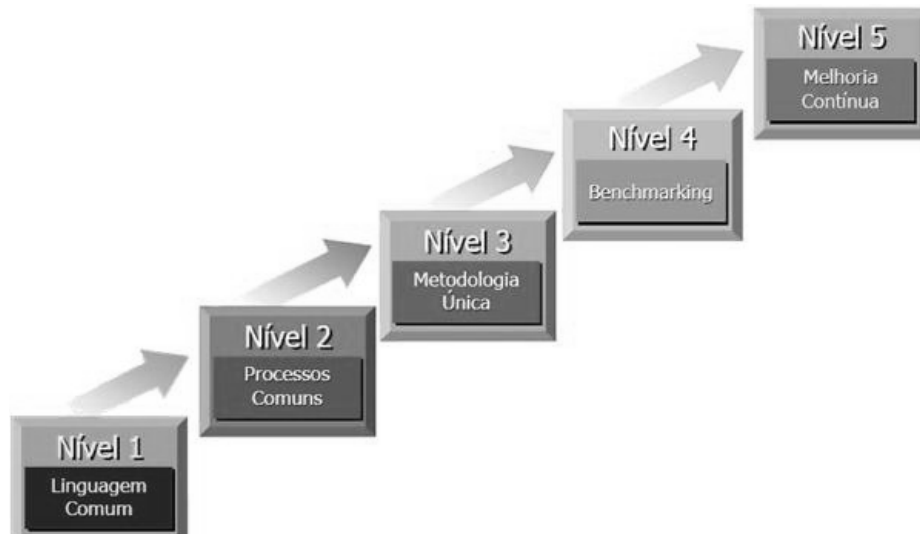 Nível 1
Linguagem
Comum
Nível 2
Processos
Comuns
Nível 3
Metodologia
Única
Nível 4
Benchmarking
Nível 5
Melhoria
Contínua